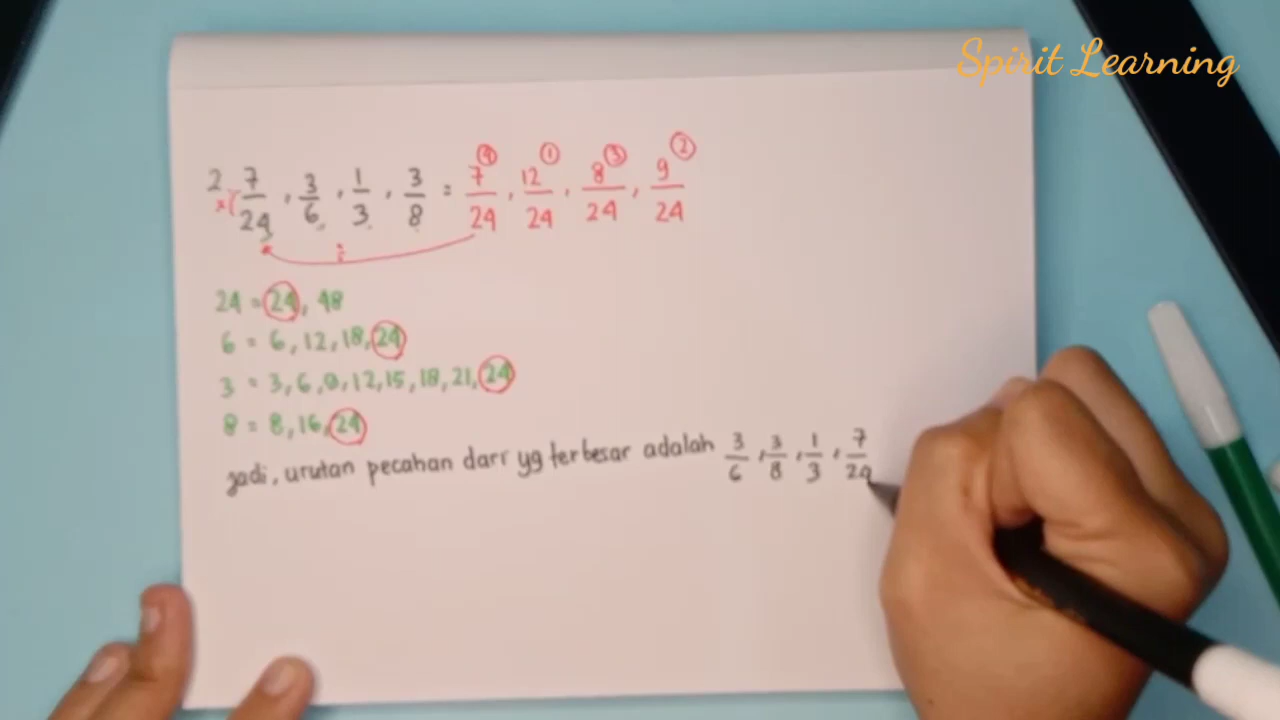 Spirit Learning
④ ① ③ ②
2 7/24 , 3/6 , 1/3 , 3/8 = 7/24 , 12/24 , 8/24 , 9/24
×( ÷
24 = 24, 48
6 = 6, 12, 18, 24
3 = 3, 6, 9, 12, 15, 18, 21, 24
8 = 8, 16, 24
Jadi, urutan pecahan dari yg terbesar adalah 3/6 , 3/8 , 1/3 , 7/24